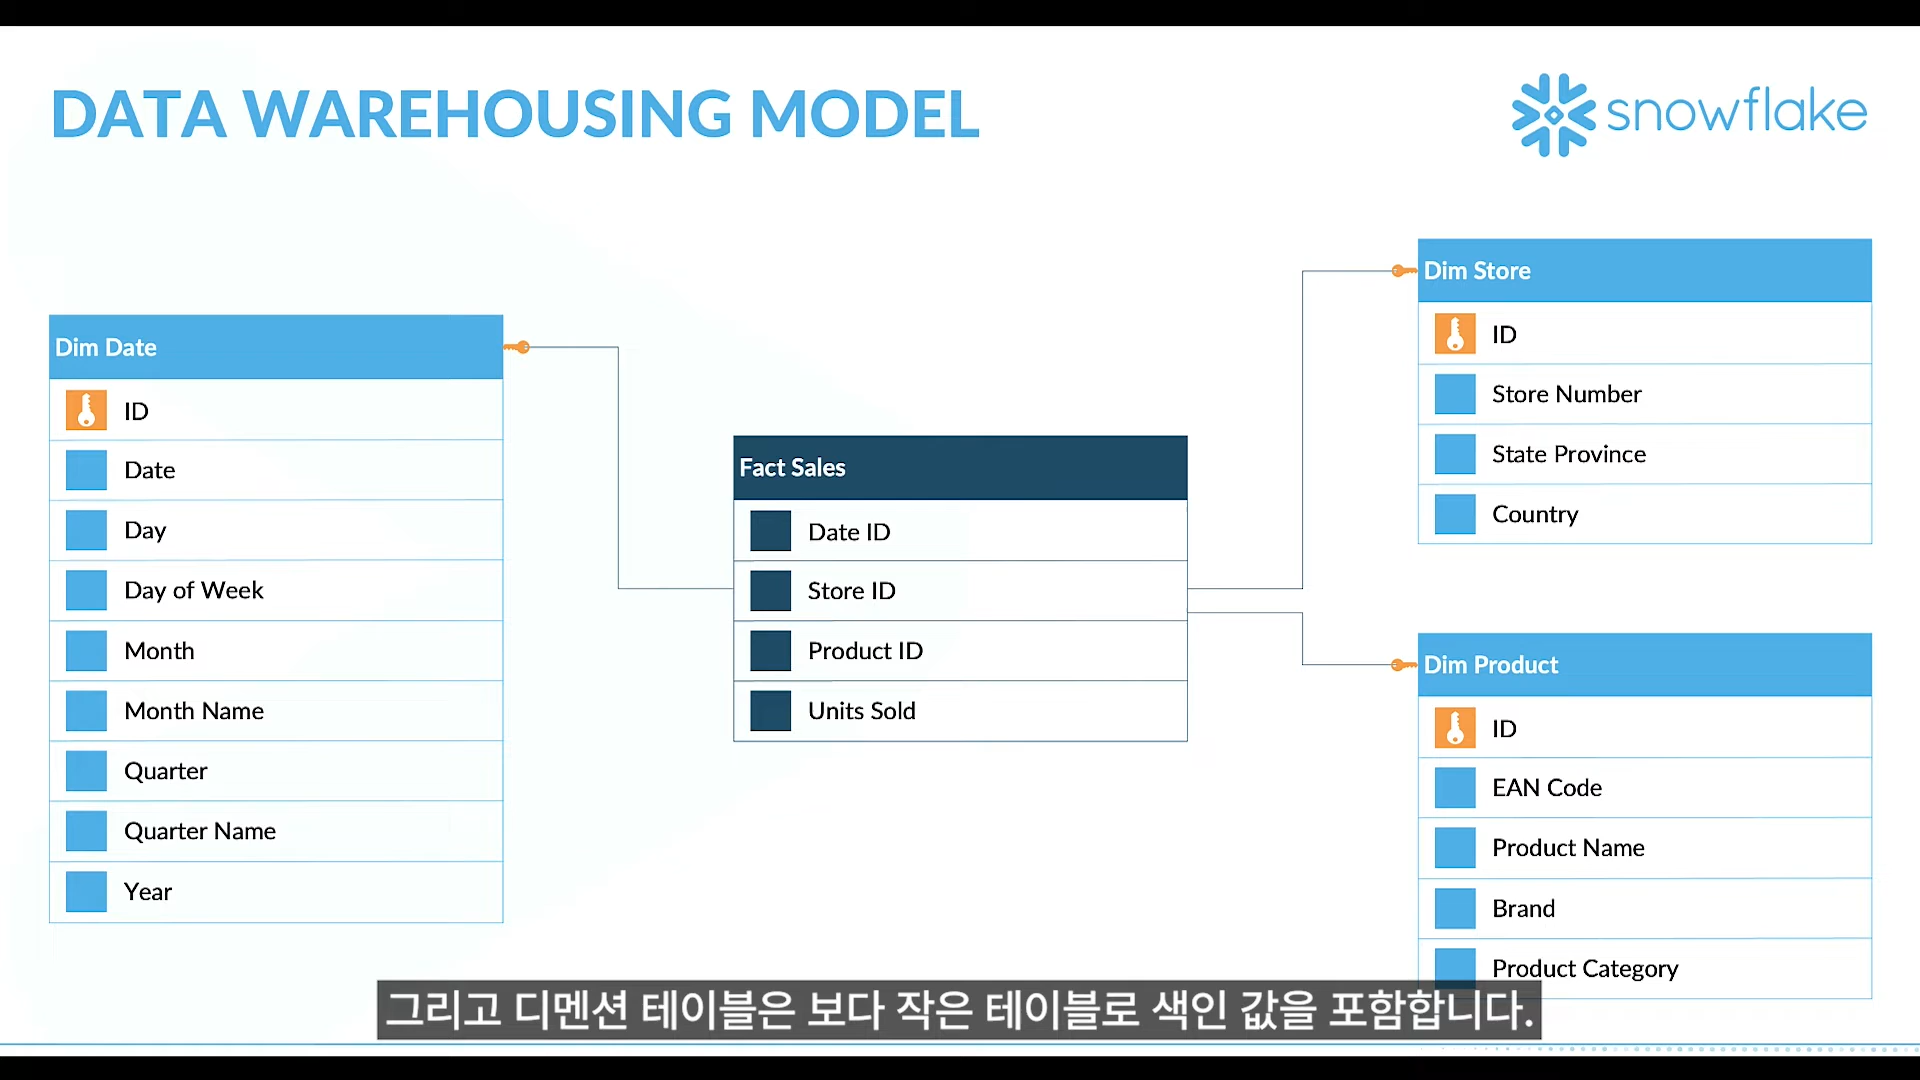 DATA WAREHOUSING MODEL
snowflake
Dim Date
ID
Date
Day
Day of Week
Month
Month Name
Quarter
Quarter Name
Year
Fact Sales
Date ID
Store ID
Product ID
Units Sold
Dim Store
ID
Store Number
State Province
Country
Dim Product
ID
EAN Code
Product Name
Brand
Product Category
그리고 디멘션 테이블은 보다 작은 테이블로 색인 값을 포함합니다.